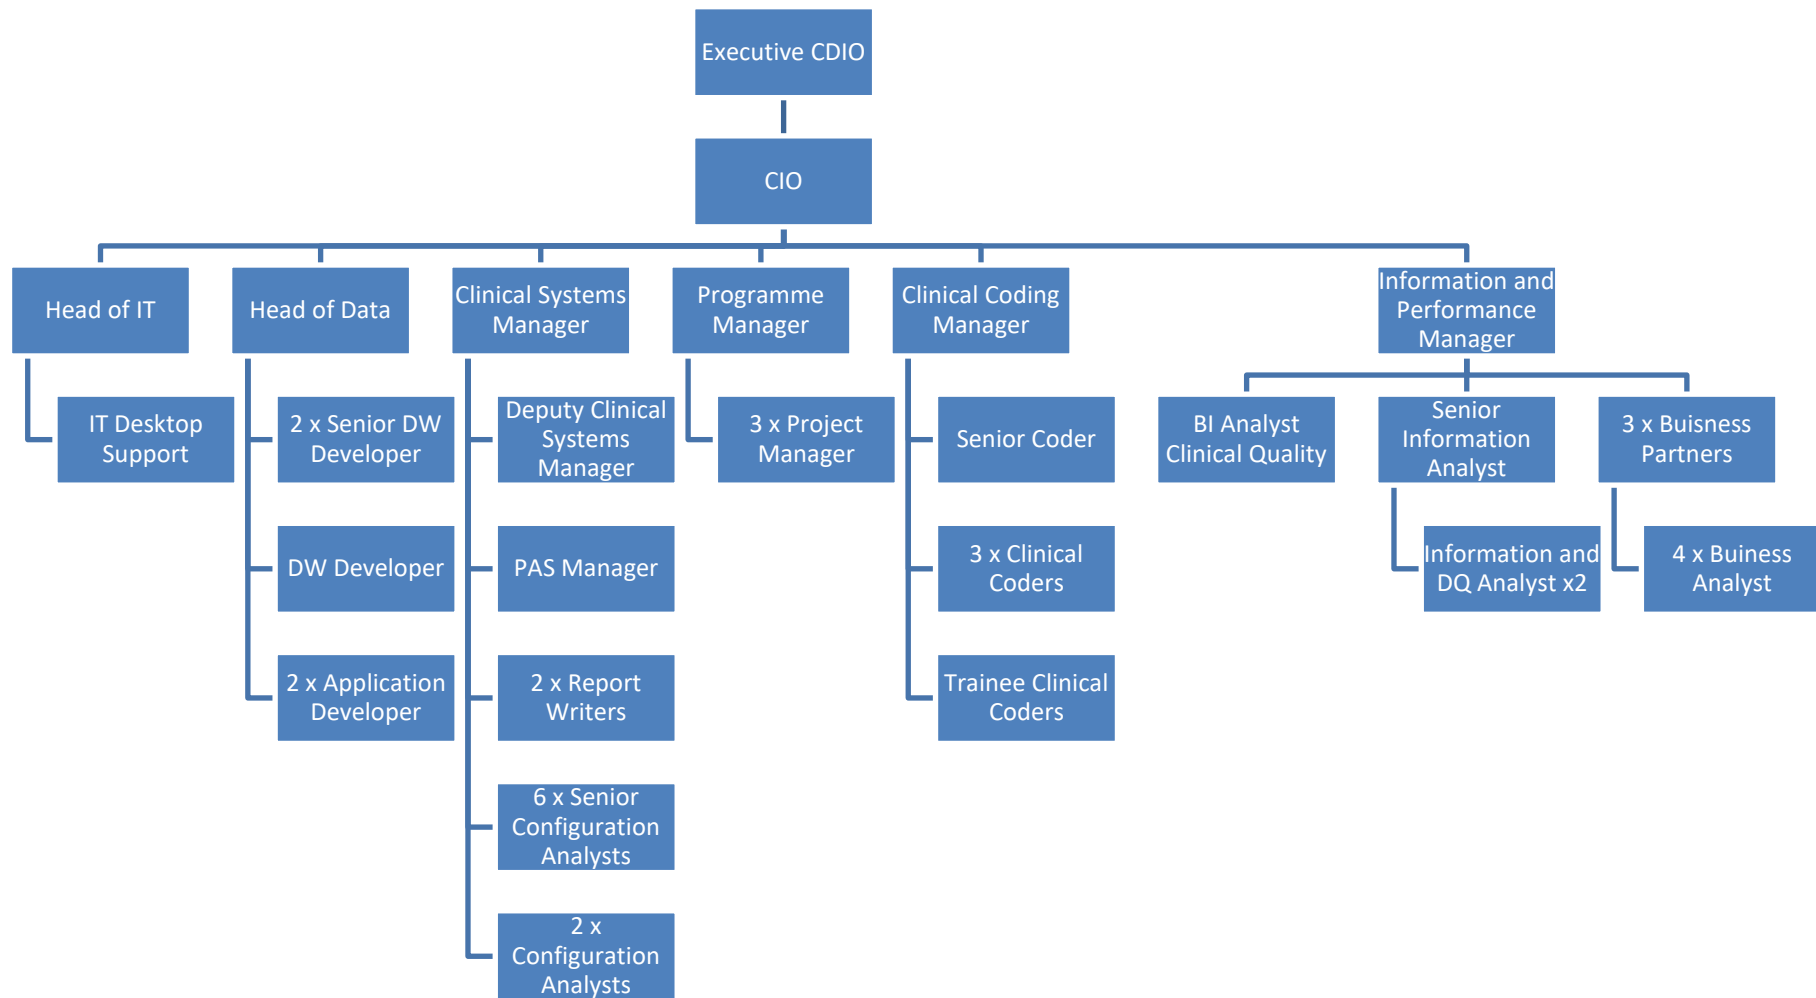 Executive CDIO
CIO
Head of IT
Head of Data
Clinical Systems
Manager
Programme
Manager
Clinical Coding
Manager
Information and
Performance
Manager
IT Desktop
Support
2 x Senior DW
Developer
Deputy Clinical
Systems
Manager
3 x Project
Manager
Senior Coder
BI Analyst
Clinical Quality
Senior
Information
Analyst
3 x Buisness
Partners
DW Developer
PAS Manager
3 x Clinical
Coders
Information and
DQ Analyst x2
4 x Buiness
Analyst
2 x Application
Developer
2 x Report
Writers
Trainee Clinical
Coders
6 x Senior
Configuration
Analysts
2 x
Configuration
Analysts